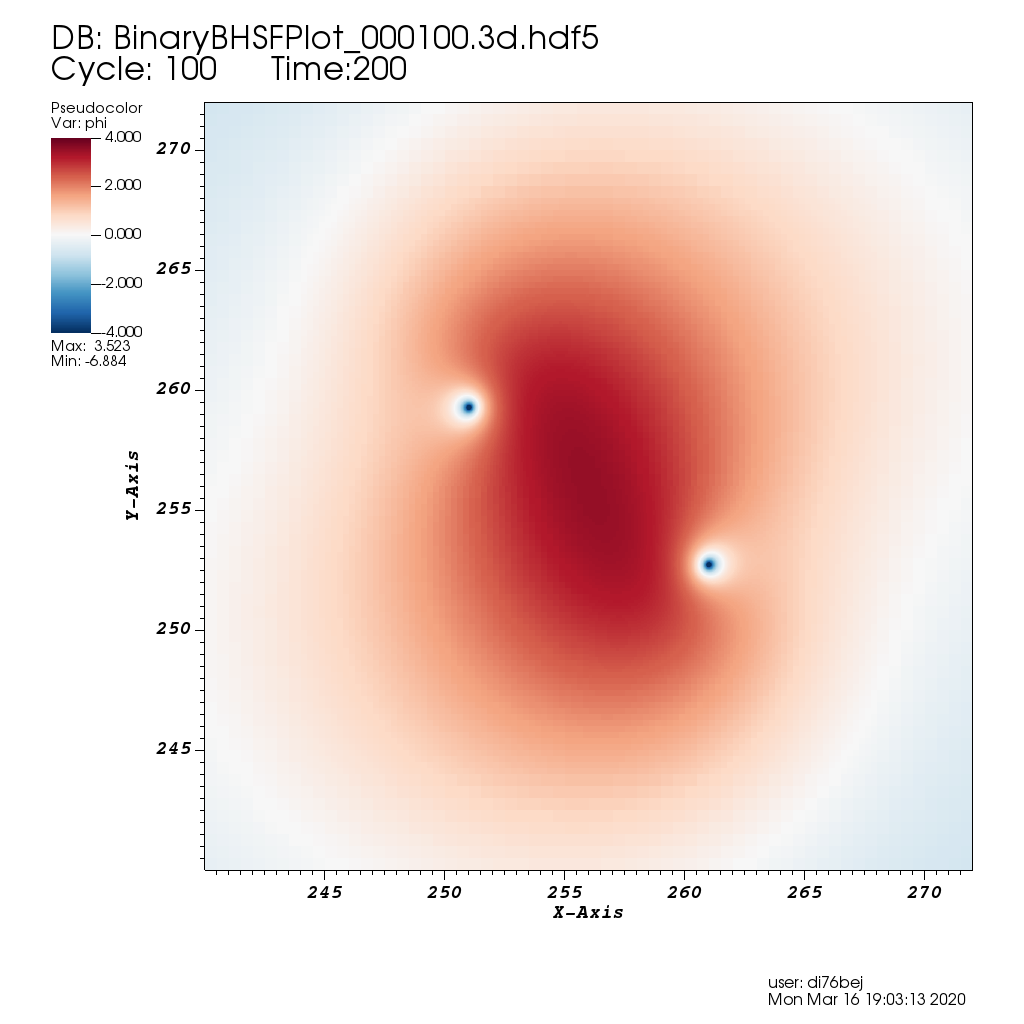 DB: BinaryBHSFPlot_000100.3d.hdf5
Cycle: 100 Time:200
Pseudocolor
Var: phi
4.000
2.000
0.000
-2.000
-4.000
Max: 3.523
Min: -6.884
270
265
260
255
250
245
Y-Axis
245 250 255 260 265 270
X-Axis
user: di76bej
Mon Mar 16 19:03:13 2020